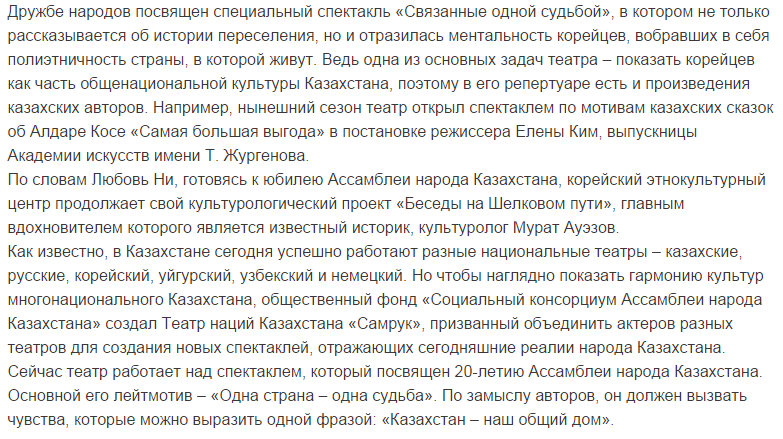 Дружбе народов посвящен специальный спектакль «Связанные одной судьбой», в котором не только
рассказывается об истории переселения, но и отразилась ментальность корейцев, вобравших в себя
полиэтничность страны, в которой живут. Ведь одна из основных задач театра – показать корейцев
как часть общенациональной культуры Казахстана, поэтому в его репертуаре есть и произведения
казахских авторов. Например, нынешний сезон театр открыл спектаклем по мотивам казахских сказок
об Алдаре Косе «Самая большая выгода» в постановке режиссера Елены Ким, выпускницы
Академии искусств имени Т. Жургенова.
По словам Любовь Ни, готовясь к юбилею Ассамблеи народа Казахстана, корейский этнокультурный
центр продолжает свой культурологический проект «Беседы на Шелковом пути», главным
вдохновителем которого является известный историк, культуролог Мурат Ауэзов.
Как известно, в Казахстане сегодня успешно работают разные национальные театры – казахские,
русские, корейский, уйгурский, узбекский и немецкий. Но чтобы наглядно показать гармонию культур
многонационального Казахстана, общественный фонд «Социальный консорциум Ассамблеи народа
Казахстана» создал Театр наций Казахстана «Самрук», призванный объединить актеров разных
театров для создания новых спектаклей, отражающих сегодняшние реалии народа Казахстана.
Сейчас театр работает над спектаклем, который посвящен 20-летию Ассамблеи народа Казахстана.
Основной его лейтмотив – «Одна страна – одна судьба». По замыслу авторов, он должен вызвать
чувства, которые можно выразить одной фразой: «Казахстан – наш общий дом».